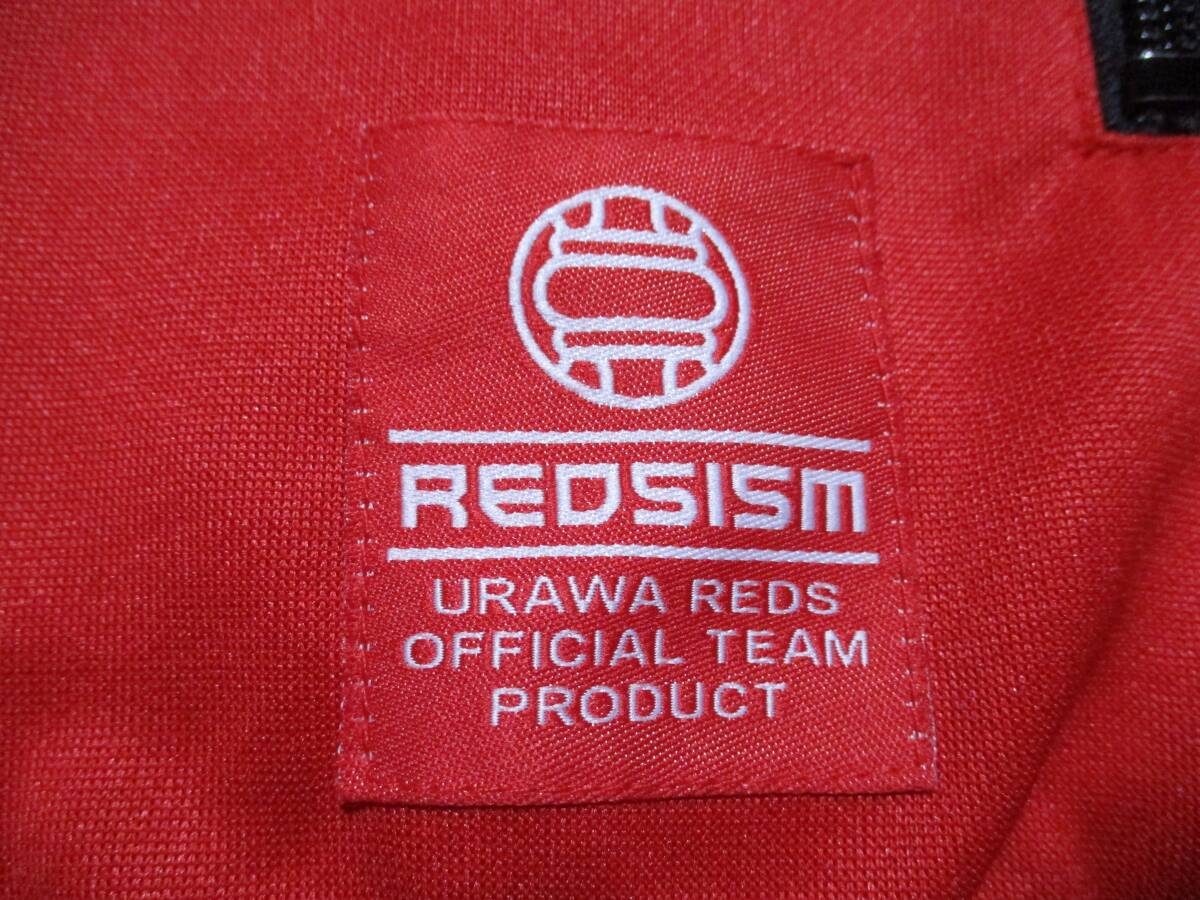 REDSISM
URAWA REDS
OFFICIAL TEAM
PRODUCT